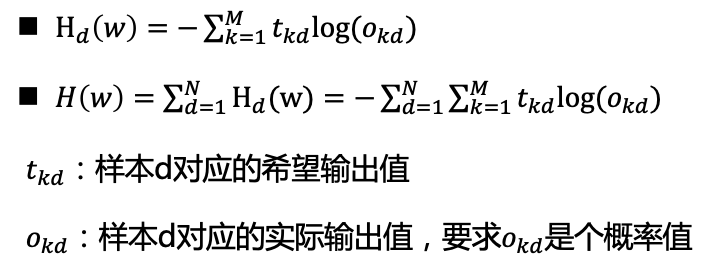 ■ H_d(w) = −∑_{k=1}^{M} t_{kd}log(o_{kd})
■ H(w) = ∑_{d=1}^{N} H_d(w) = −∑_{d=1}^{N} ∑_{k=1}^{M} t_{kd}log(o_{kd})
t_{kd}：样本d对应的希望输出值
o_{kd}：样本d对应的实际输出值，要求o_{kd}是个概率值